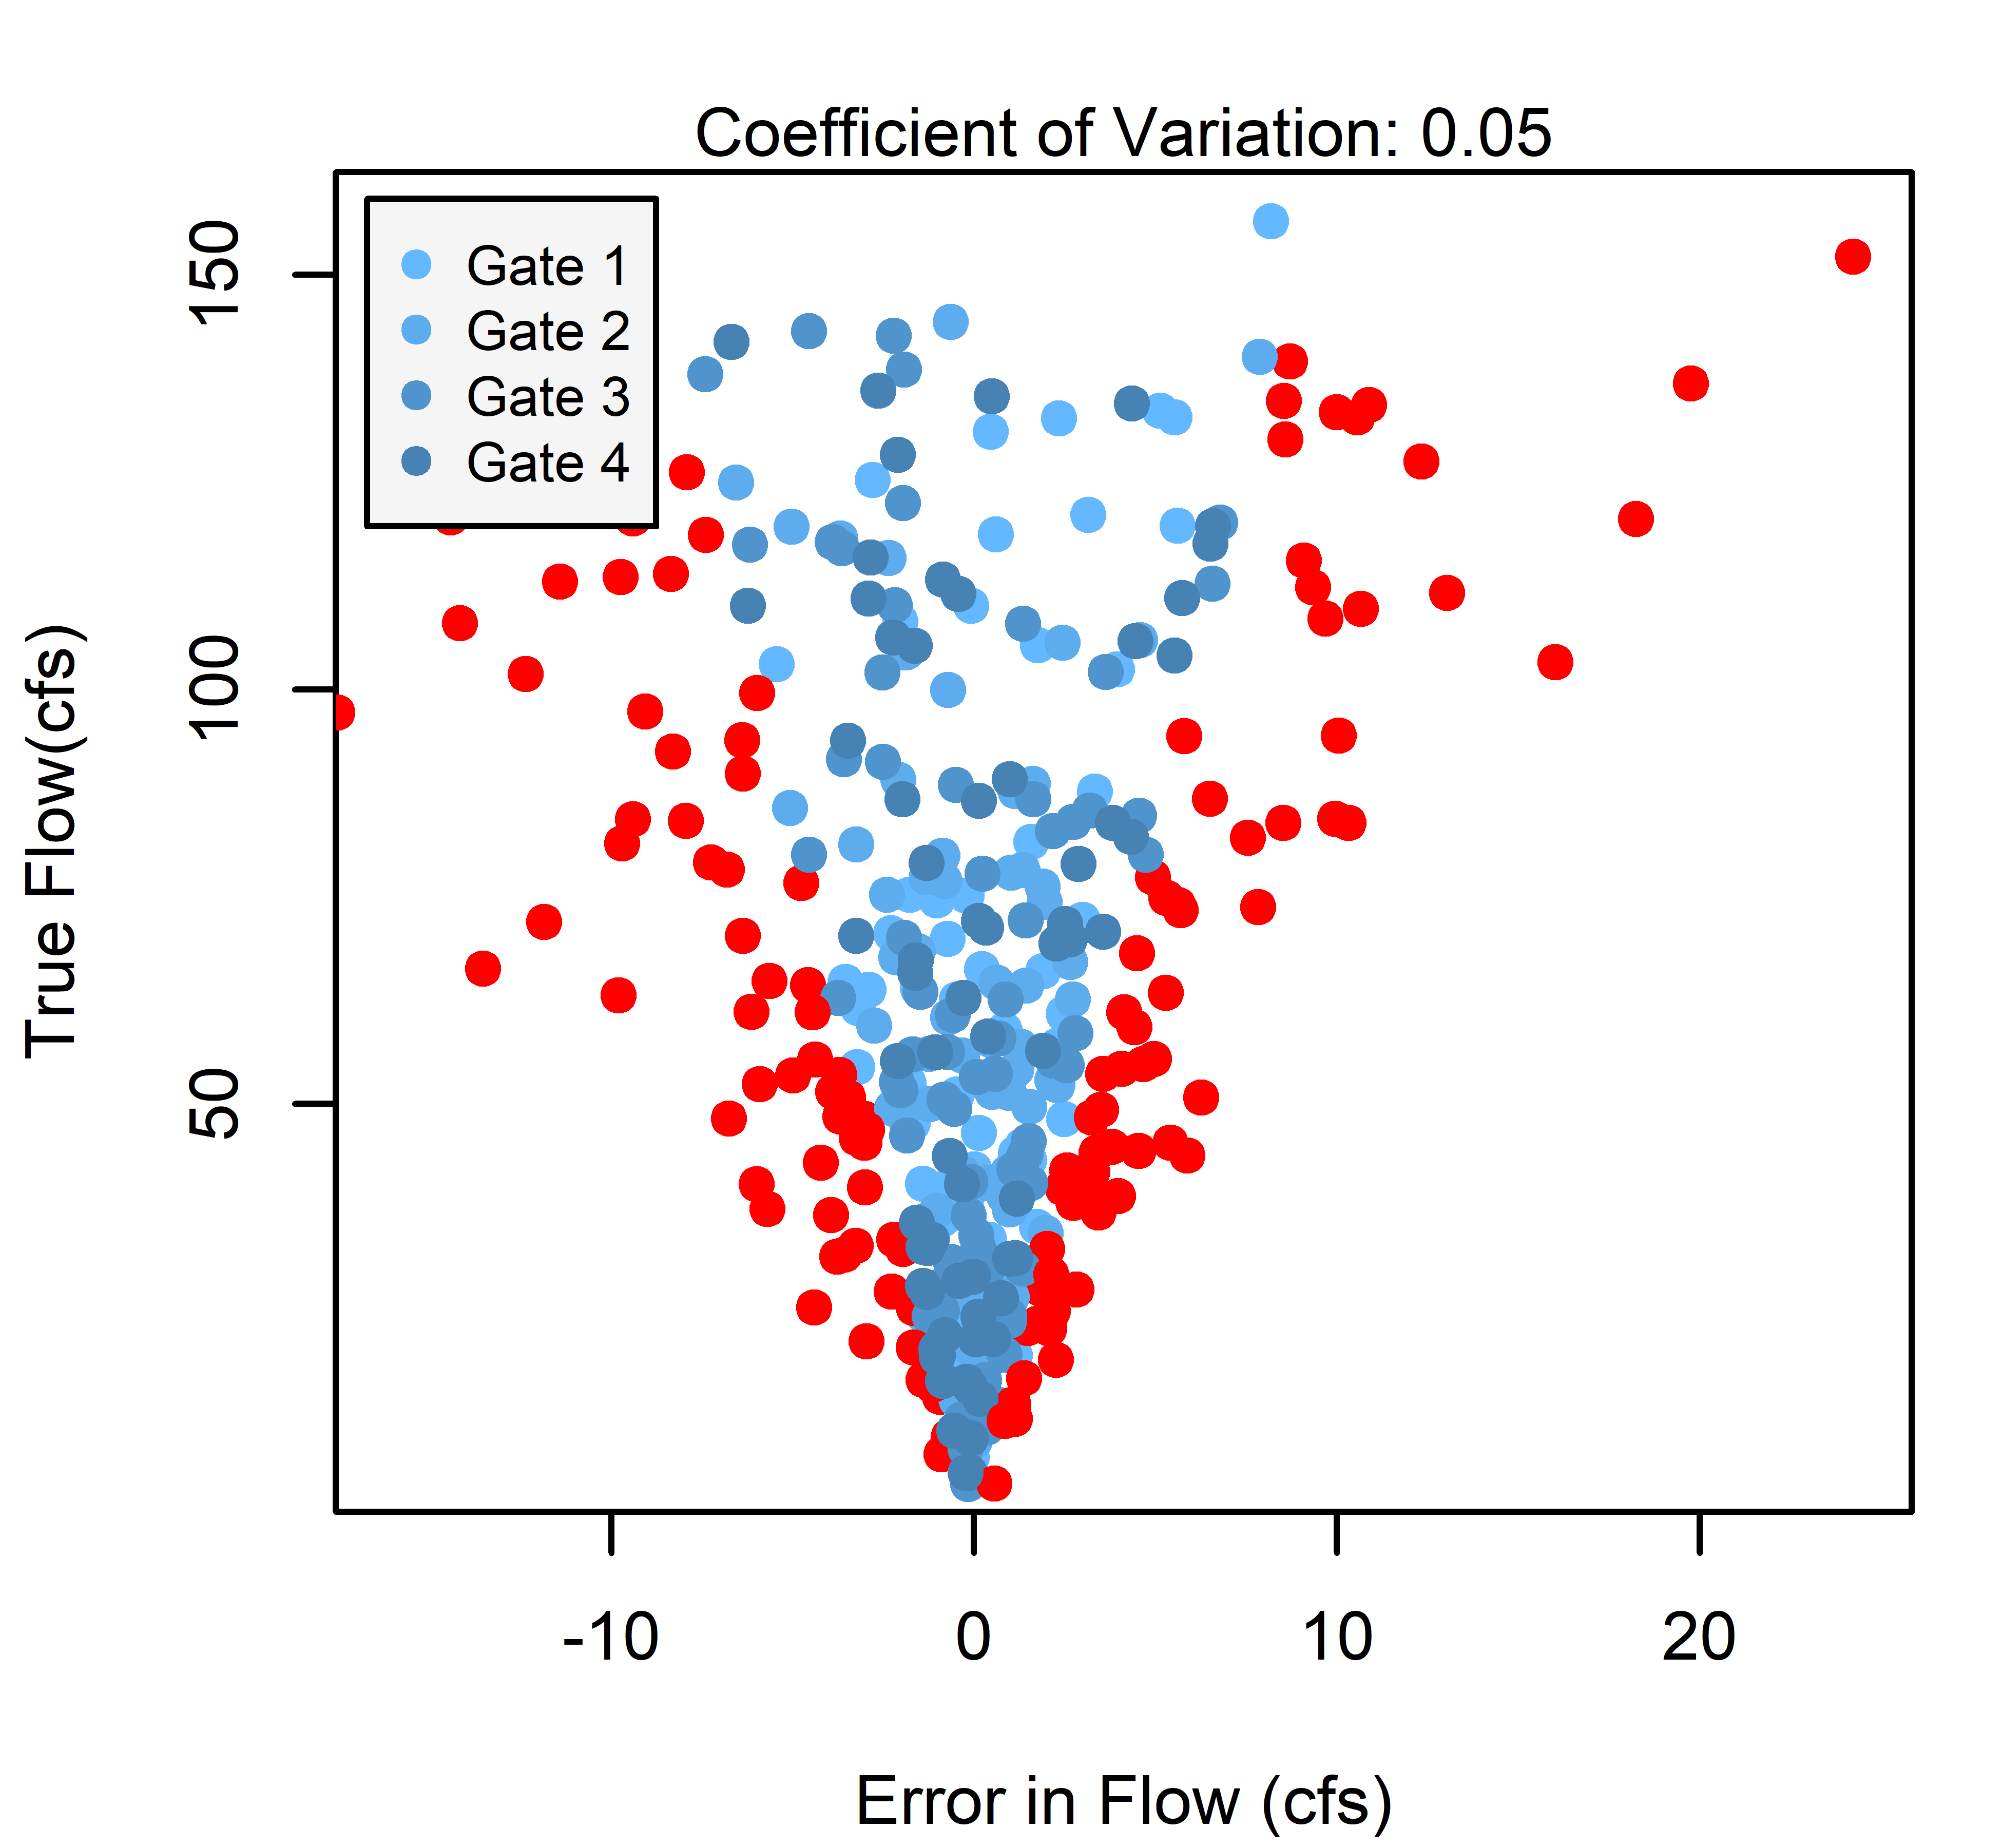 Coefficient of Variation: 0.05
Gate 1
Gate 2
Gate 3
Gate 4
True Flow(cfs)
150
100
50
-10 0 10 20
Error in Flow (cfs)